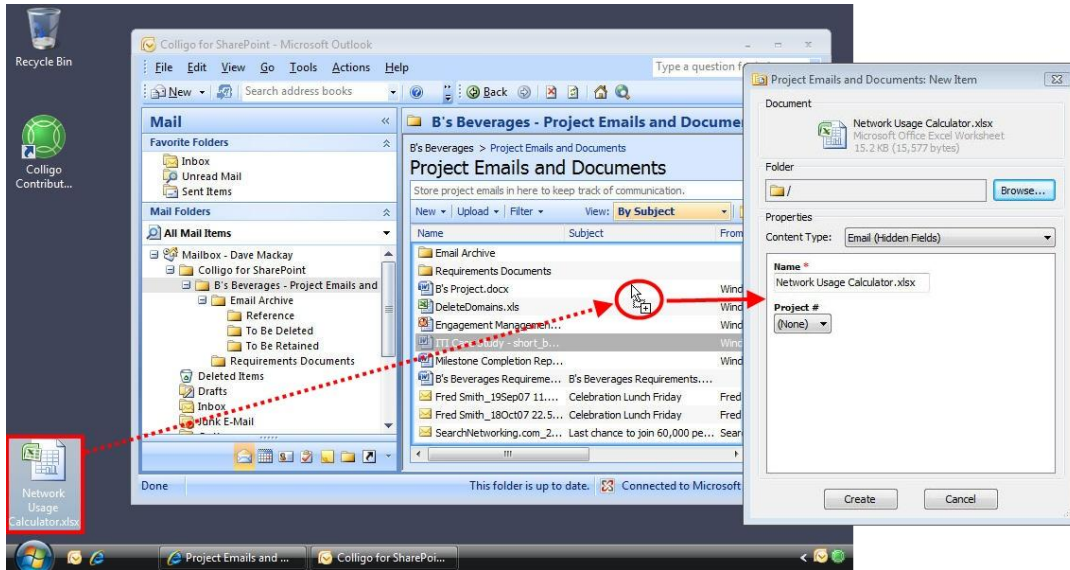 Recycle Bin
Colligo
Contribut...
Network
Usage
Calculator.xlsx
Colligo for SharePoint - Microsoft Outlook
File Edit View Go Tools Actions Help
Type a question f
New
Search address books
Back
Mail
Favorite Folders
Inbox
Unread Mail
Sent Items
Mail Folders
All Mail Items
Mailbox - Dave Mackay
Colligo for SharePoint
B's Beverages - Project Emails and
Email Archive
Reference
To Be Deleted
To Be Retained
Requirements Documents
Deleted Items
Drafts
Inbox
Junk E-Mail
B's Beverages - Project Emails and Docume
B's Beverages > Project Emails and Documents
Project Emails and Documents
Store project emails in here to keep track of communication.
New Upload Filter View: By Subject
Name Subject From
Email Archive
Requirements Documents
B's Project.docx Wind
DeleteDomains.xls Wind
Engagement Managemen... Wind
ITI Case Study - short_b... Wind
Milestone Completion Rep... Wind
B's Beverages Requireme... B's Beverages Requirements....
Fred Smith_19Sep07 11.... Celebration Lunch Friday Fred
Fred Smith_18Oct07 22.5... Celebration Lunch Friday Fred
SearchNetworking.com_2... Last chance to join 60,000 pe... Sear
Done This folder is up to date. Connected to Microsoft
Project Emails and Documents: New Item
Document
Network Usage Calculator.xlsx
Microsoft Office Excel Worksheet
15.2 KB (15,577 bytes)
Folder
/ Browse...
Properties
Content Type: Email (Hidden Fields)
Name *
Network Usage Calculator.xlsx
Project #
(None)
Create Cancel
Project Emails and ... Colligo for SharePoi...